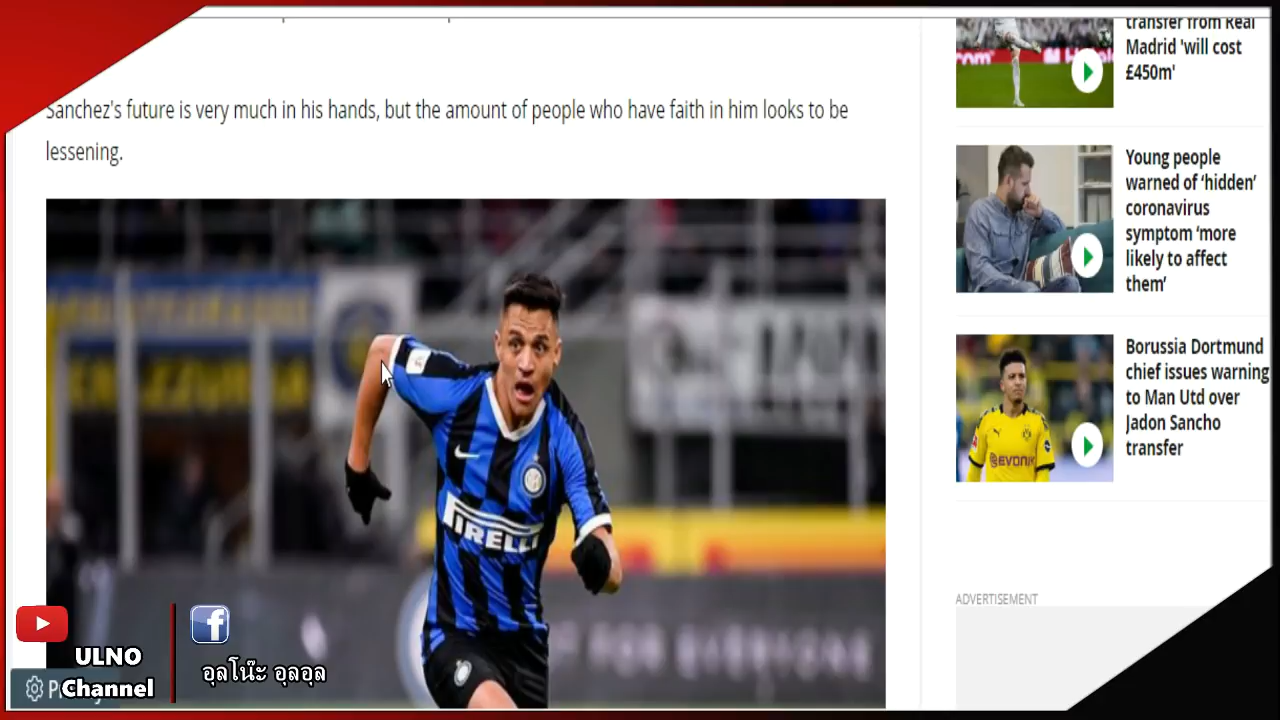 Sanchez's future is very much in his hands, but the amount of people who have faith in him looks to be
lessening.
PIRELLI
transfer from Real
Madrid 'will cost
£450m'
Young people
warned of ‘hidden’
coronavirus
symptom ‘more
likely to affect
them’
EVONIK
Borussia Dortmund
chief issues warning
to Man Utd over
Jadon Sancho
transfer
ADVERTISEMENT
ULNO
Channel
อุลโน๊ะ อุลอุล